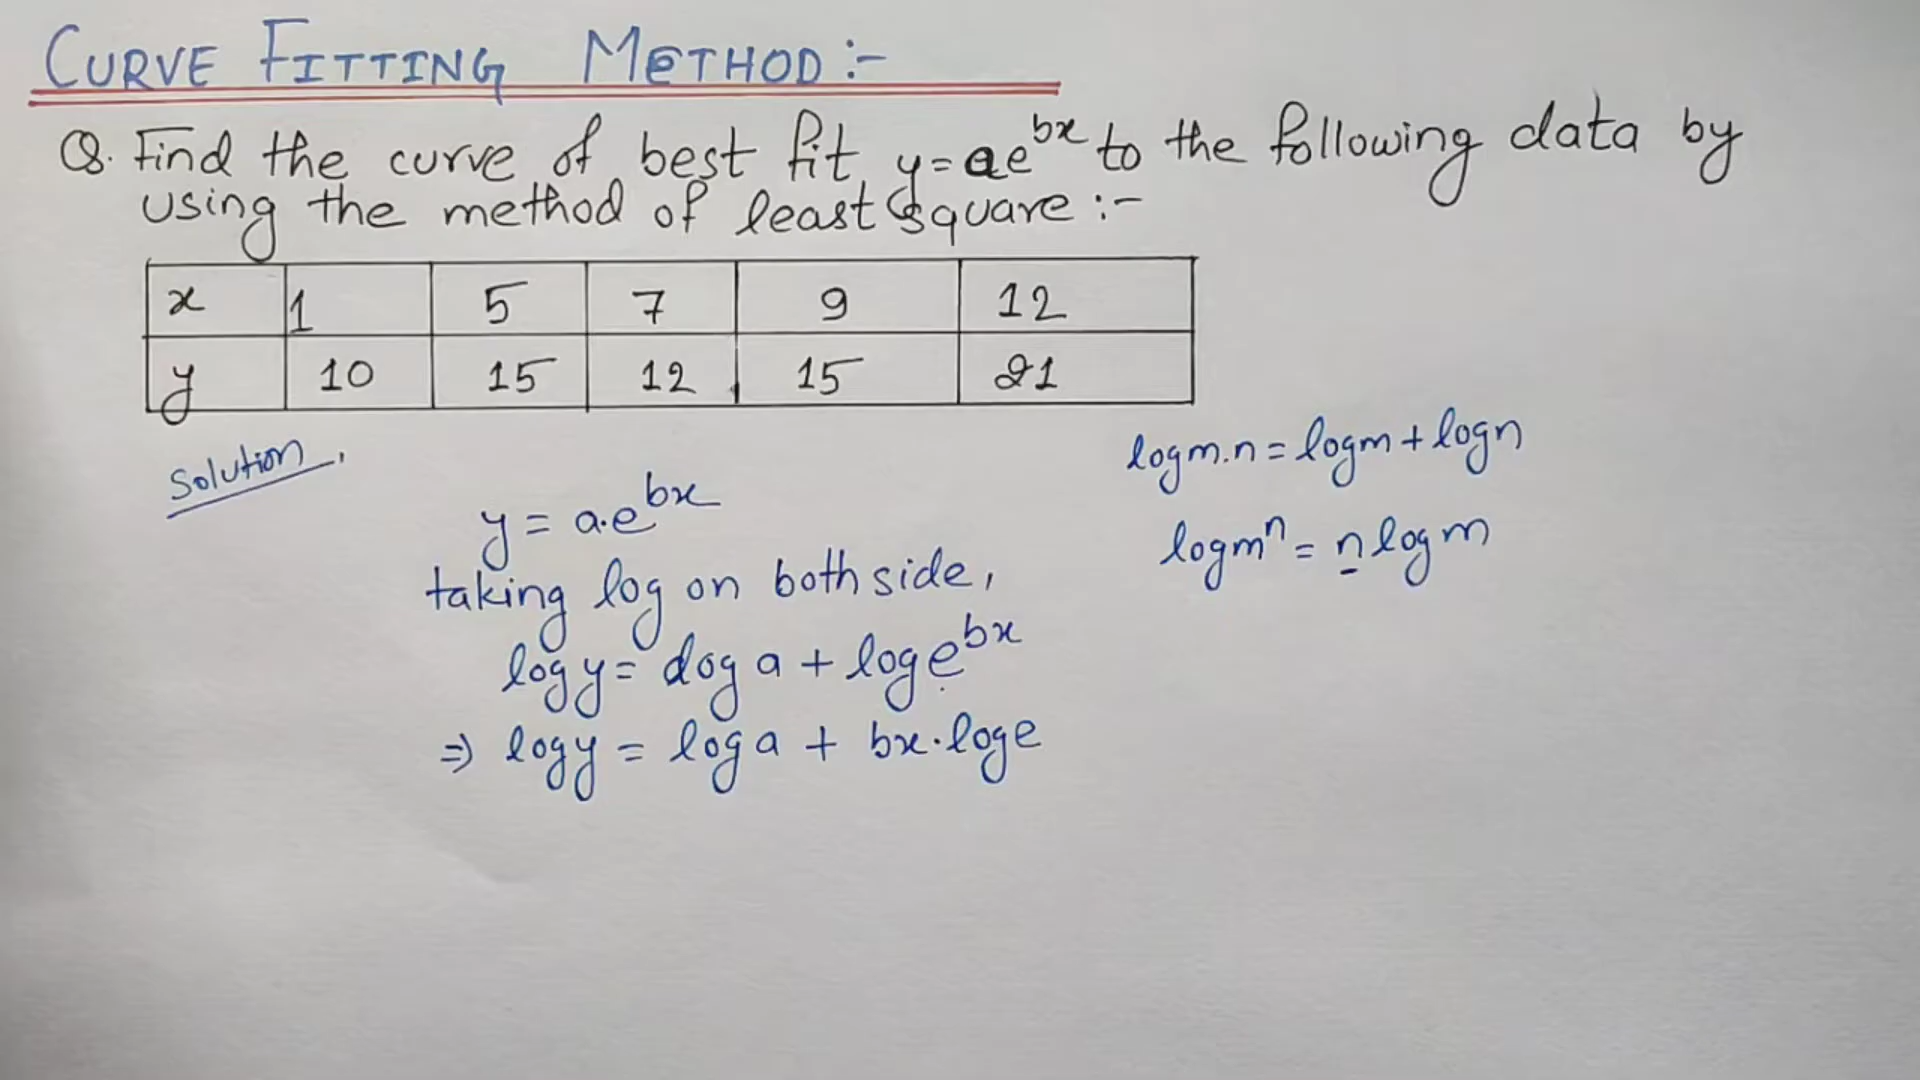 CURVE FITTING METHOD :-
Q. Find the curve of best fit y = ae^bx to the following data by
using the method of least square :-
x 1 5 7 9 12
y 10 15 12 15 21
Solution,
log m.n = log m + log n
y = a.e^bx
log m^n = n log m
taking log on both side,
log y = log a + log e^bx
⇒ log y = log a + bx.log e